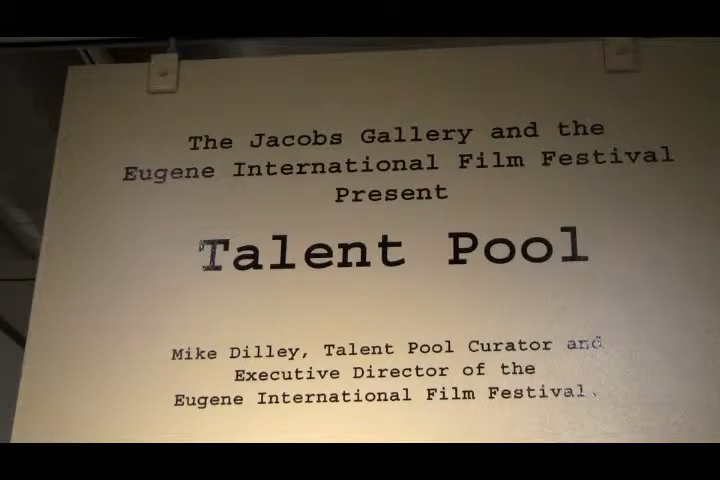 The Jacobs Gallery and the
Eugene International Film Festival
Present
Talent Pool
Mike Dilley, Talent Pool Curator and
Executive Director of the
Eugene International Film Festival.